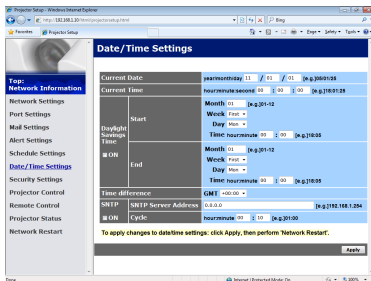 Projector Setup - Windows Internet Explorer
http://192.168.1.10/html/projectorsetup.html
Bing
Favorites Projector Setup
Page Safety Tools
Date/Time Settings
Top:
Network Information
Network Settings
Port Settings
Mail Settings
Alert Settings
Schedule Settings
Date/Time Settings
Security Settings
Projector Control
Remote Control
Projector Status
Network Restart
Current Date year/month/day 11 / 01 / 01 [e.g.]08/01/25
Current Time hour:minute:second 00 : 00 : 00 [e.g.]18:01:25
Daylight Savings Time
ON
Start
Month 01 [e.g.]01-12
Week First
Day Mon
Time hour:minute 00 : 00 [e.g.]18:05
End
Month 01 [e.g.]01-12
Week First
Day Mon
Time hour:minute 00 : 00 [e.g.]18:05
Time difference GMT +00:00
SNTP
ON
SNTP Server Address 0.0.0.0 [e.g.]192.168.1.254
Cycle hour:minute 00 : 10 [e.g.]01:00
To apply changes to date/time settings: click Apply, then perform 'Network Restart'.
Apply
Done
Internet | Protected Mode: On
100%